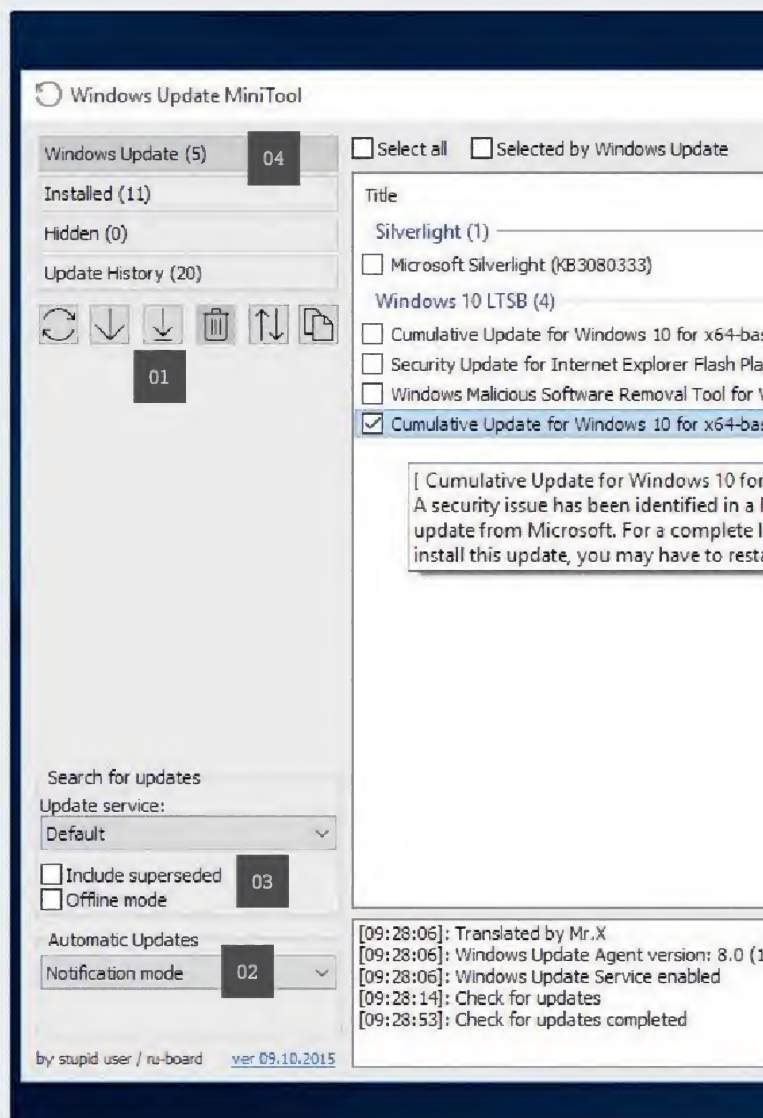 Windows Update MiniTool
Windows Update (5)
04
Installed (11)
Hidden (0)
Update History (20)
01
Search for updates
Update service:
Default
Include superseded
Offline mode
03
Automatic Updates
Notification mode
02
by stupid user / ru-board
ver 09.10.2015
Select all
Selected by Windows Update
Title
Silverlight (1)
Microsoft Silverlight (KB3080333)
Windows 10 LTSB (4)
Cumulative Update for Windows 10 for x64-bas
Security Update for Internet Explorer Flash Pla
Windows Malicious Software Removal Tool for
Cumulative Update for Windows 10 for x64-bas
[ Cumulative Update for Windows 10 for
A security issue has been identified in a
update from Microsoft. For a complete l
install this update, you may have to resta
[09:28:06]: Translated by Mr.X
[09:28:06]: Windows Update Agent version: 8.0 (1
[09:28:06]: Windows Update Service enabled
[09:28:14]: Check for updates
[09:28:53]: Check for updates completed